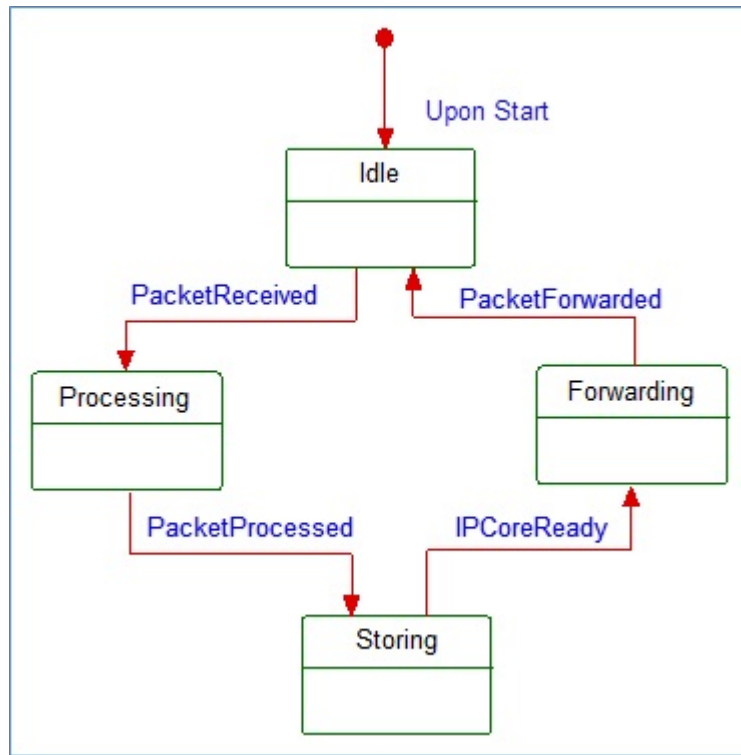 Upon Start
Idle
PacketReceived
PacketForwarded
Processing
Forwarding
PacketProcessed
IPCoreReady
Storing